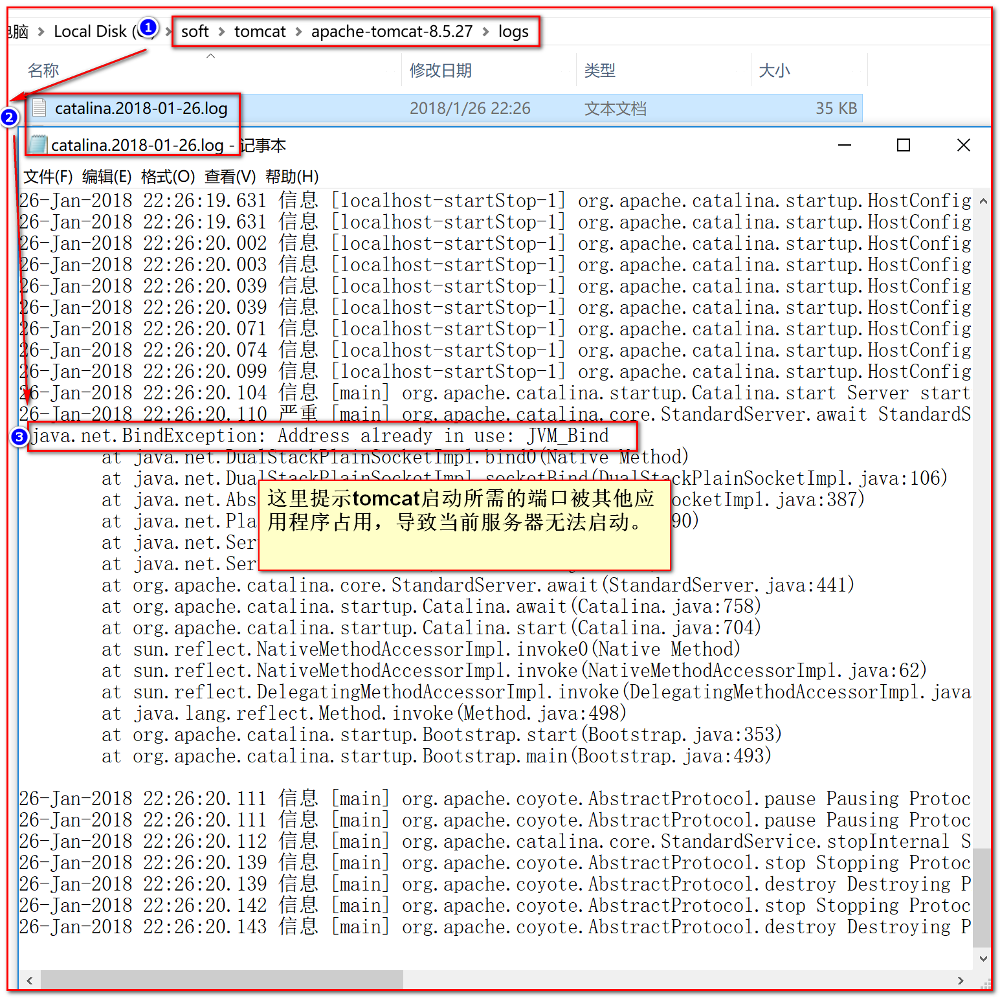 电脑 > Local Disk ( > soft > tomcat > apache-tomcat-8.5.27 > logs
1
名称 修改日期 类型 大小
catalina.2018-01-26.log 2018/1/26 22:26 文本文档 35 KB
2
catalina.2018-01-26.log - 记事本
文件(F) 编辑(E) 格式(O) 查看(V) 帮助(H)
26-Jan-2018 22:26:19.631 信息 [localhost-startStop-1] org.apache.catalina.startup.HostConfig
26-Jan-2018 22:26:19.631 信息 [localhost-startStop-1] org.apache.catalina.startup.HostConfig
26-Jan-2018 22:26:20.002 信息 [localhost-startStop-1] org.apache.catalina.startup.HostConfig
26-Jan-2018 22:26:20.003 信息 [localhost-startStop-1] org.apache.catalina.startup.HostConfig
26-Jan-2018 22:26:20.039 信息 [localhost-startStop-1] org.apache.catalina.startup.HostConfig
26-Jan-2018 22:26:20.039 信息 [localhost-startStop-1] org.apache.catalina.startup.HostConfig
26-Jan-2018 22:26:20.071 信息 [localhost-startStop-1] org.apache.catalina.startup.HostConfig
26-Jan-2018 22:26:20.074 信息 [localhost-startStop-1] org.apache.catalina.startup.HostConfig
26-Jan-2018 22:26:20.099 信息 [localhost-startStop-1] org.apache.catalina.startup.HostConfig
26-Jan-2018 22:26:20.104 信息 [main] org.apache.catalina.startup.Catalina.start Server start
26-Jan-2018 22:26:20.110 严重 [main] org.apache.catalina.core.StandardServer.await StandardS
3
java.net.BindException: Address already in use: JVM_Bind
at java.net.DualStackPlainSocketImpl.bind0(Native Method)
at java.net.DualStackPlainSocketImpl.socketBind(DualStackPlainSocketImpl.java:106)
at java.net.Abs ocketImpl.java:387)
at java.net.Pla 90)
at java.net.Ser
at java.net.Ser
这里提示tomcat启动所需的端口被其他应
用程序占用，导致当前服务器无法启动。
at org.apache.catalina.core.StandardServer.await(StandardServer.java:441)
at org.apache.catalina.startup.Catalina.await(Catalina.java:758)
at org.apache.catalina.startup.Catalina.start(Catalina.java:704)
at sun.reflect.NativeMethodAccessorImpl.invoke0(Native Method)
at sun.reflect.NativeMethodAccessorImpl.invoke(NativeMethodAccessorImpl.java:62)
at sun.reflect.DelegatingMethodAccessorImpl.invoke(DelegatingMethodAccessorImpl.java
at java.lang.reflect.Method.invoke(Method.java:498)
at org.apache.catalina.startup.Bootstrap.start(Bootstrap.java:353)
at org.apache.catalina.startup.Bootstrap.main(Bootstrap.java:493)
26-Jan-2018 22:26:20.111 信息 [main] org.apache.coyote.AbstractProtocol.pause Pausing Protoc
26-Jan-2018 22:26:20.111 信息 [main] org.apache.coyote.AbstractProtocol.pause Pausing Protoc
26-Jan-2018 22:26:20.112 信息 [main] org.apache.catalina.core.StandardService.stopInternal S
26-Jan-2018 22:26:20.139 信息 [main] org.apache.coyote.AbstractProtocol.stop Stopping Protoc
26-Jan-2018 22:26:20.139 信息 [main] org.apache.coyote.AbstractProtocol.destroy Destroying P
26-Jan-2018 22:26:20.142 信息 [main] org.apache.coyote.AbstractProtocol.stop Stopping Protoc
26-Jan-2018 22:26:20.143 信息 [main] org.apache.coyote.AbstractProtocol.destroy Destroying P